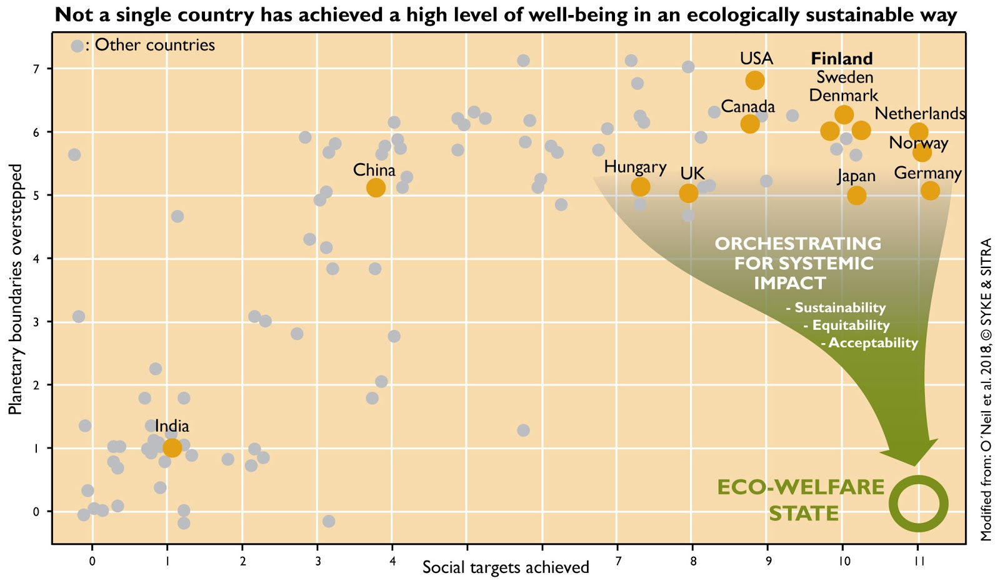 Not a single country has achieved a high level of well-being in an ecologically sustainable way
: Other countries
USA
Finland
Sweden
Denmark
Canada
Netherlands
Norway
China
Hungary
UK
Japan
Germany
ORCHESTRATING
FOR SYSTEMIC
IMPACT
- Sustainability
- Equitability
- Acceptability
India
ECO-WELFARE
STATE
Planetary boundaries overstepped
7
6
5
4
3
2
1
0
0
1
2
3
4
7
8
9
10
11
Social targets achieved
Modified from: O´Neil et al. 2018, © SYKE & SITRA